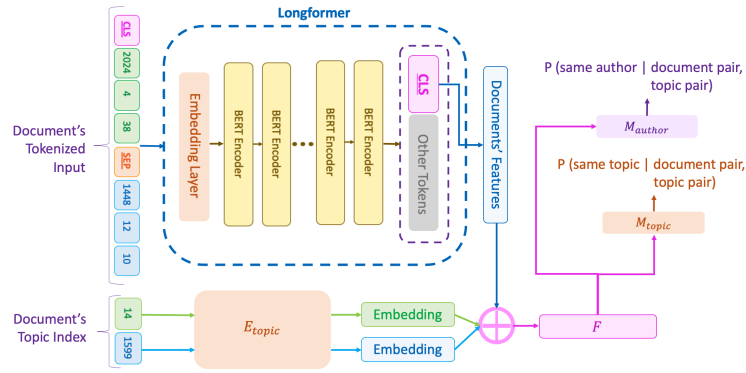 Longformer
CLS
2024
4
38
SEP
1448
12
10
Document's
Tokenized
Input
Embedding Layer
BERT Encoder
BERT Encoder
BERT Encoder
BERT Encoder
CLS
Other Tokens
Documents' Features
P (same author | document pair,
topic pair)
M_author
P (same topic | document pair,
topic pair)
M_topic
Document's
Topic Index
14
1599
E_topic
Embedding
Embedding
F